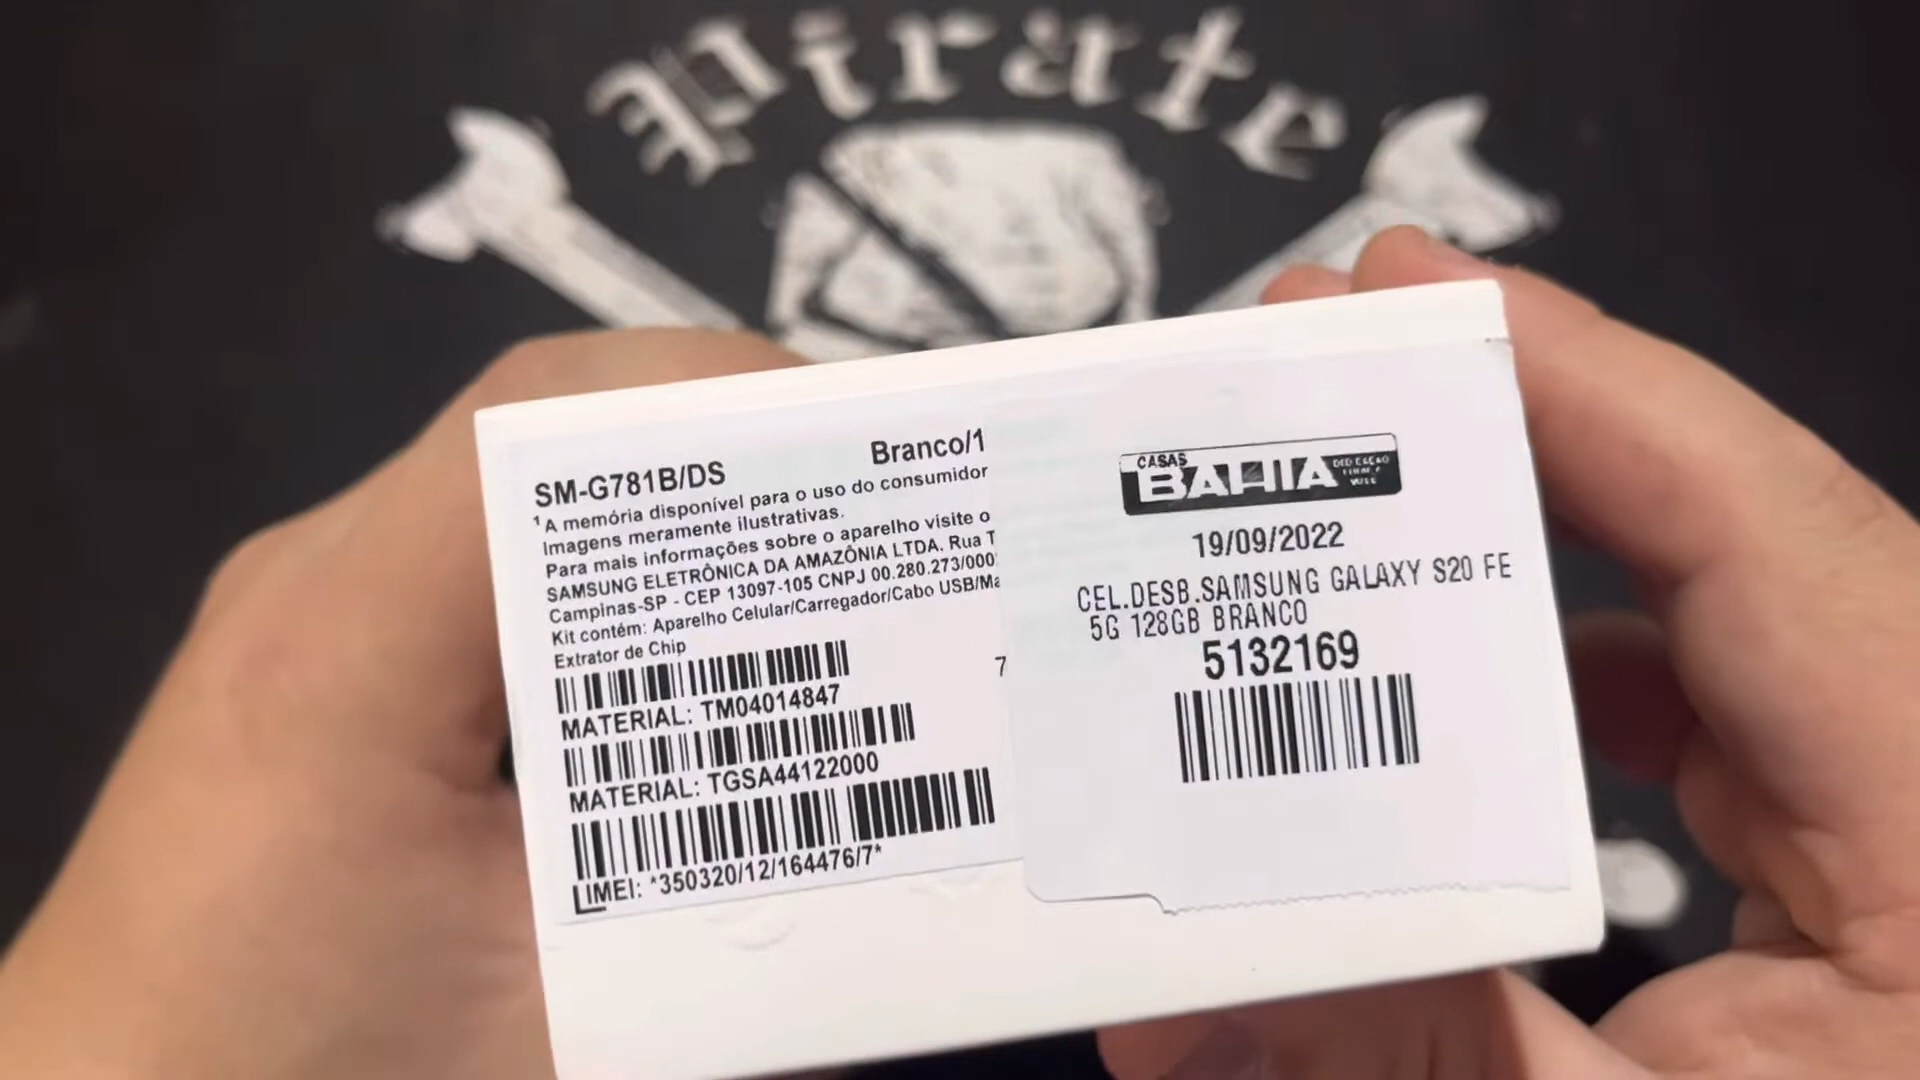 Pirate
SM-G781B/DS
Branco/1
¹A memória disponível para o uso do consumidor
Imagens meramente ilustrativas.
Para mais informações sobre o aparelho visite o
SAMSUNG ELETRÔNICA DA AMAZÔNIA LTDA. Rua T
Campinas-SP - CEP 13097-105 CNPJ 00.280.273/000
Kit contém: Aparelho Celular/Carregador/Cabo USB/Ma
Extrator de Chip
7
MATERIAL: TM04014847
MATERIAL: TGSA44122000
IMEI: *350320/12/164476/7*
CASAS
BAHIA
DEDICAÇÃO
19/09/2022
CEL.DESB.SAMSUNG GALAXY S20 FE
5G 128GB BRANCO
5132169